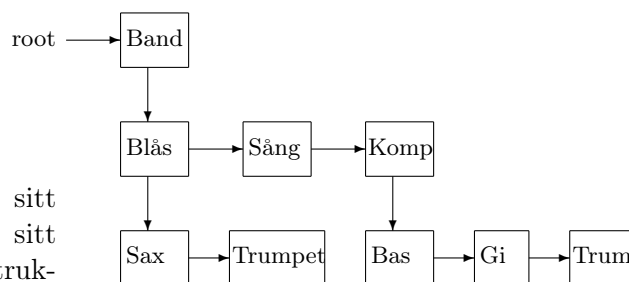 root Band
Blås Sång Komp
sitt
sitt
Sax Trumpet Bas Gi